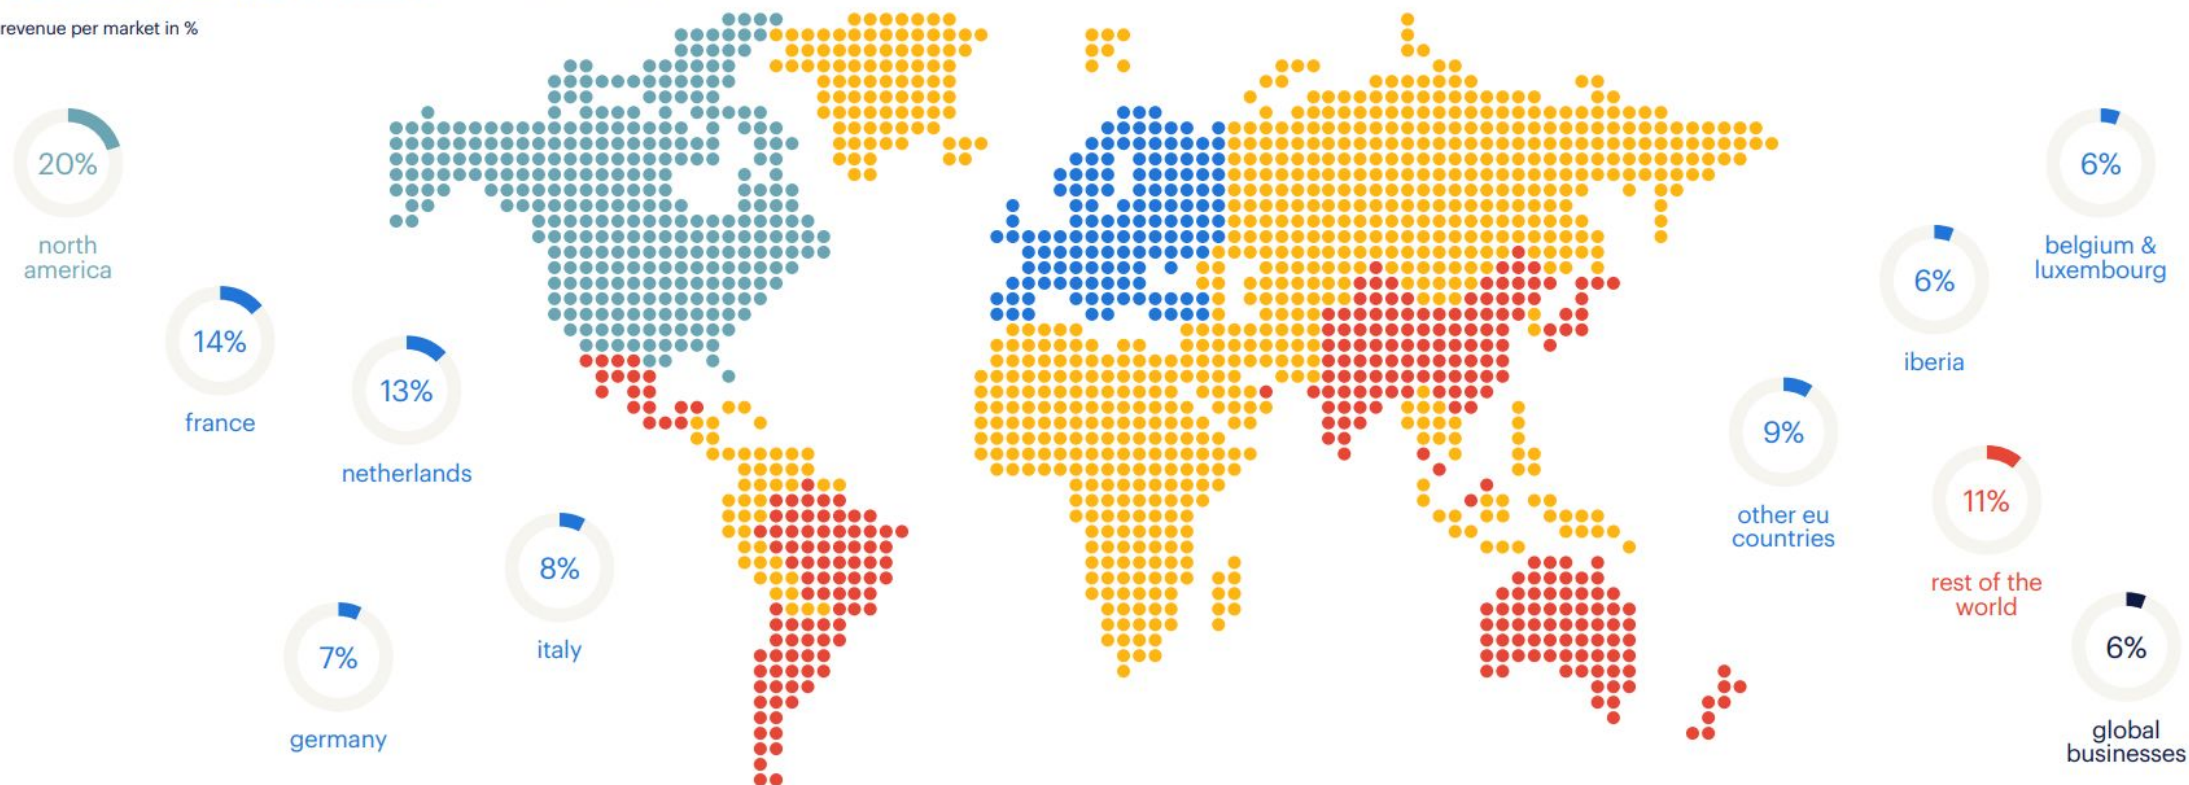 revenue per market in %
20%
north
america
14%
france
13%
netherlands
8%
italy
7%
germany
6%
belgium &
luxembourg
6%
iberia
9%
other eu
countries
11%
rest of the
world
6%
global
businesses